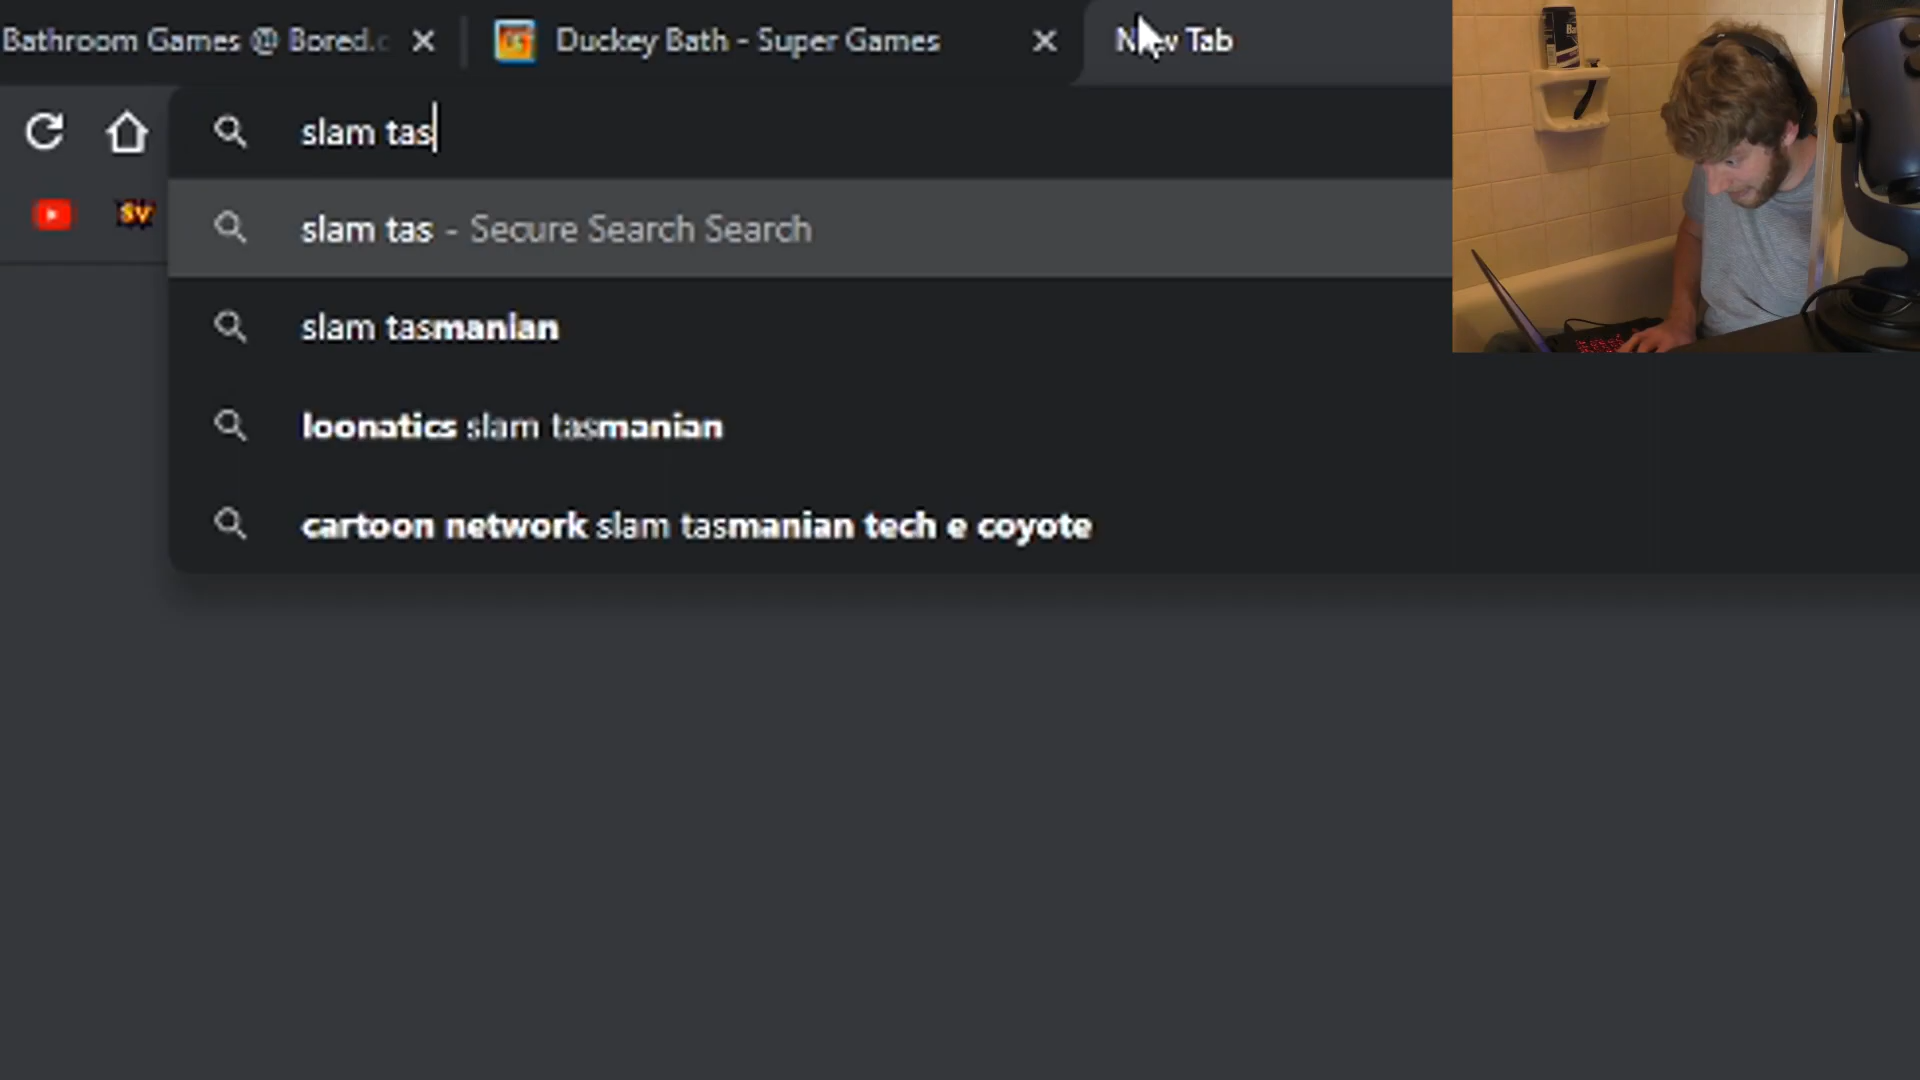 Bathroom Games @ Bored.c
Duckey Bath - Super Games
New Tab
slam tas
SV
slam tas - Secure Search Search
slam tasmanian
loonatics slam tasmanian
cartoon network slam tasmanian tech e coyote